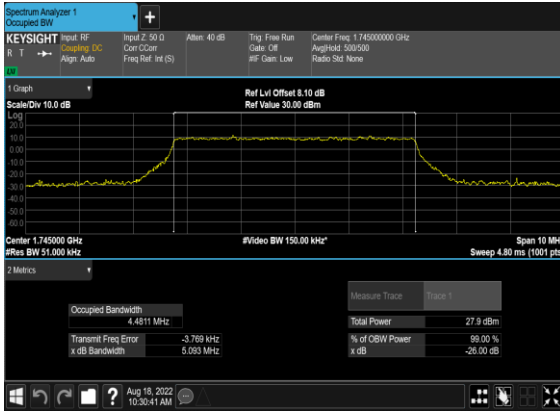 Spectrum Analyzer 1
Occupied BW
+
KEYSIGHT
R T
Input: RF
Coupling: DC
Align: Auto
Input Z: 50 Ω
Corr CCorr
Freq Ref: Int (S)
Atten: 40 dB
Trig: Free Run
Gate: Off
#IF Gain: Low
Center Freq: 1.745000000 GHz
Avg|Hold: 500/500
Radio Std: None
1 Graph
Scale/Div 10.0 dB
Ref Lvl Offset 8.10 dB
Ref Value 30.00 dBm
Log
20.0
10.0
0.00
-10.0
-20.0
-30.0
-40.0
-50.0
-60.0
Center 1.745000 GHz
#Res BW 51.000 kHz
#Video BW 150.00 kHz*
Span 10 MH
Sweep 4.80 ms (1001 pts
2 Metrics
Measure Trace Trace 1
Occupied Bandwidth
4.4811 MHz
Total Power 27.9 dBm
Transmit Freq Error -3.769 kHz
% of OBW Power 99.00 %
x dB Bandwidth 5.093 MHz
x dB -26.00 dB
?
Aug 18, 2022
10:30:41 AM